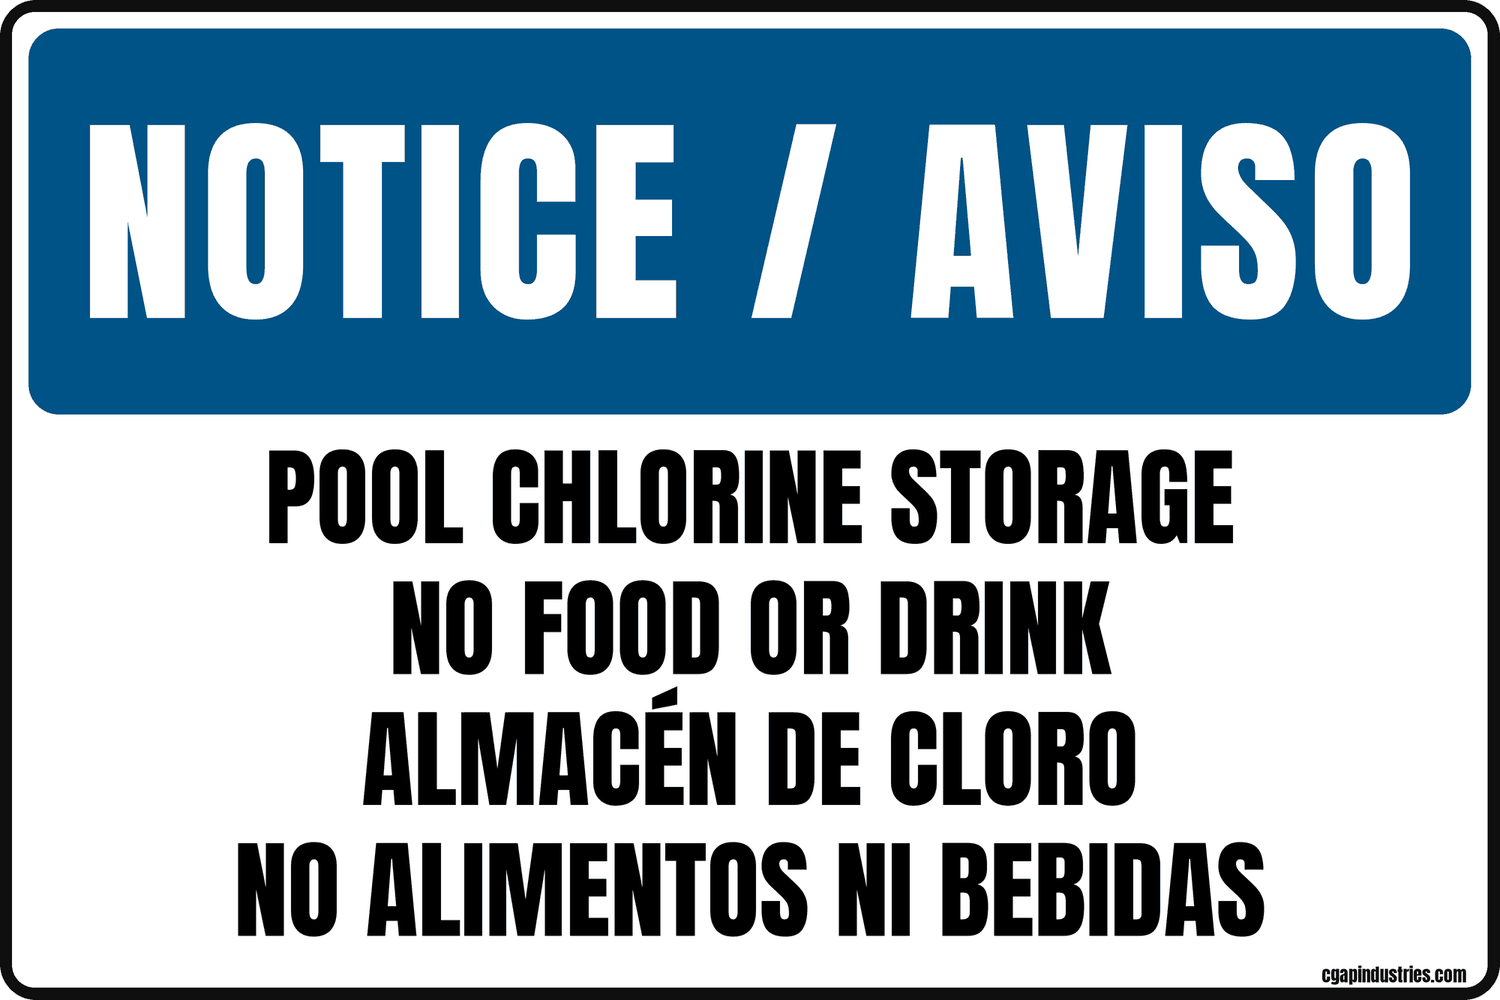 NOTICE / AVISO
POOL CHLORINE STORAGE
NO FOOD OR DRINK
ALMACÉN DE CLORO
NO ALIMENTOS NI BEBIDAS
cgapindustries.com